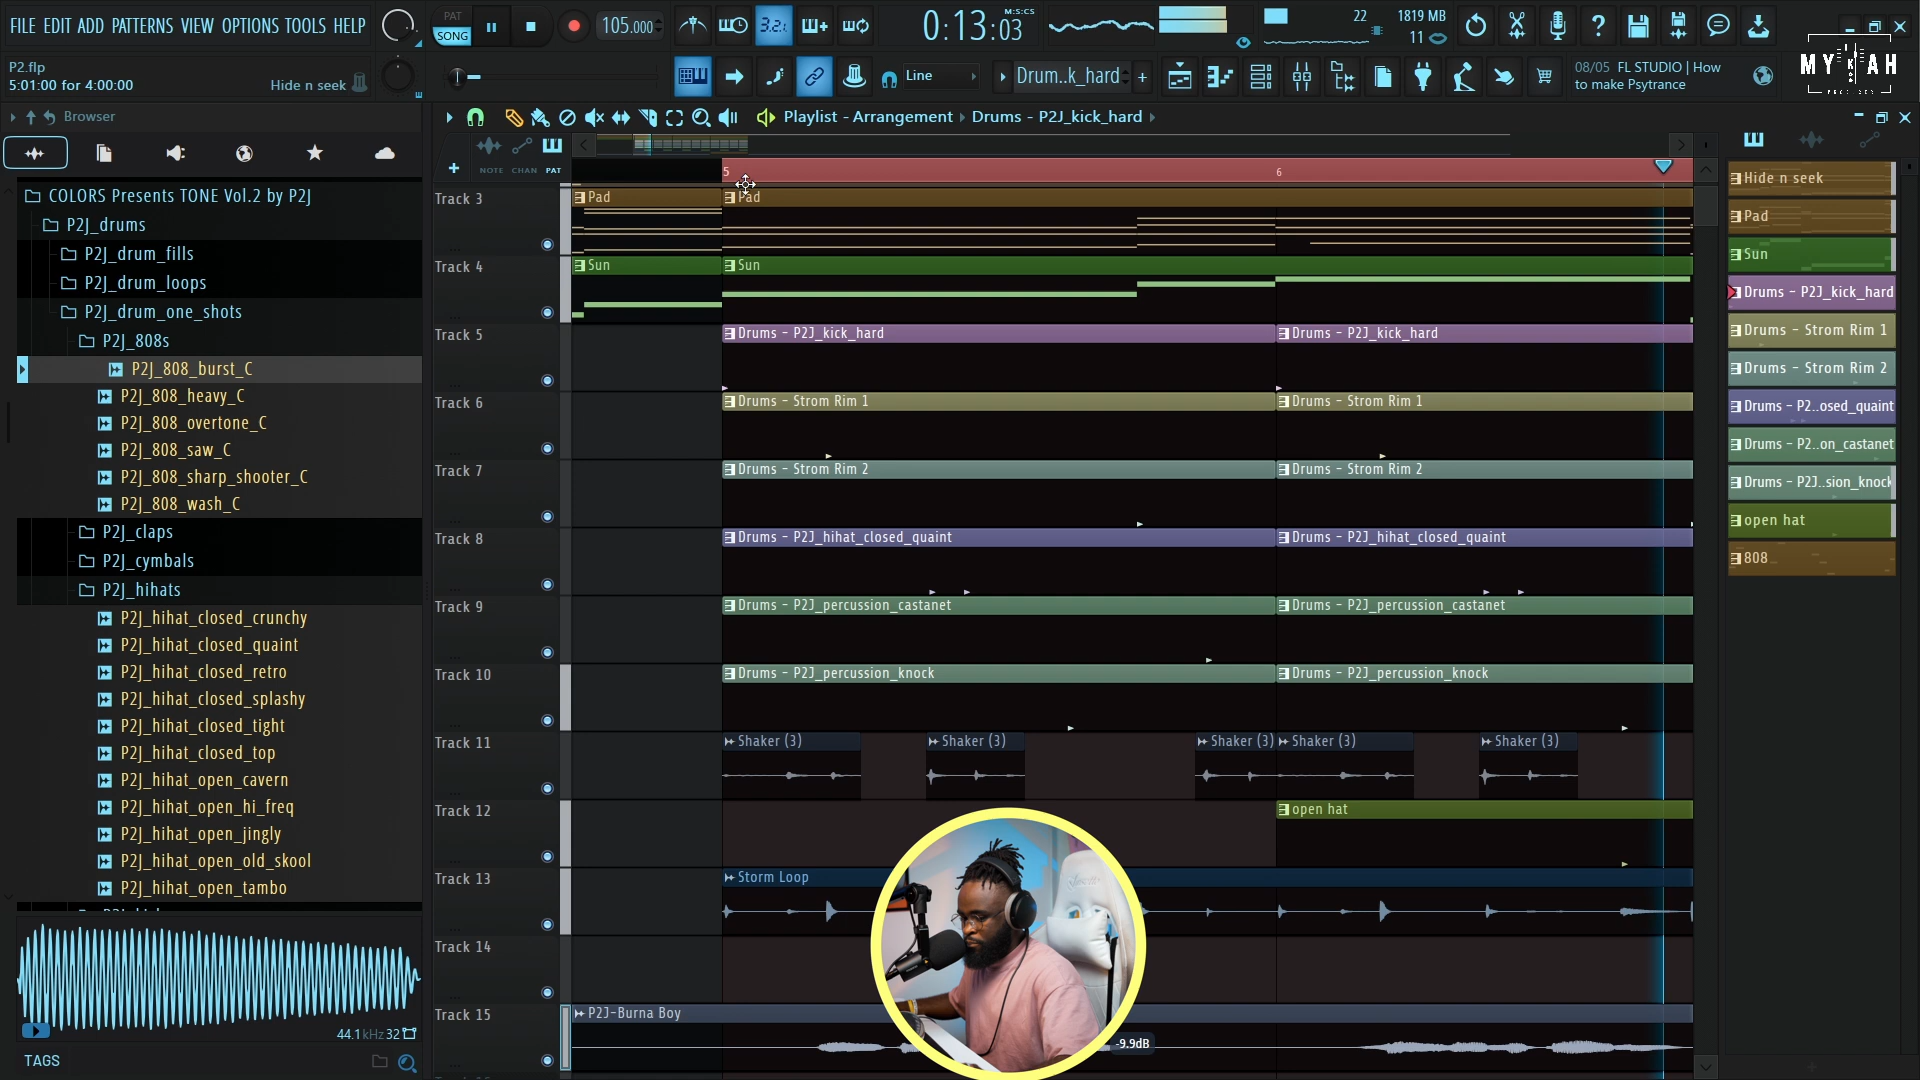 FILE EDIT ADD PATTERNS VIEW OPTIONS TOOLS HELP
PAT
SONG
105.000
3.2.
0:13:03
M:S:CS
22
1819 MB
11
P2.flp
5:01:00 for 4:00:00
Hide n seek
Line
Drum..k_hard
08/05 FL STUDIO | How
to make Psytrance
MYKAH
Browser
Playlist - Arrangement
Drums - P2J_kick_hard
NOTE CHAN PAT
COLORS Presents TONE Vol.2 by P2J
P2J_drums
P2J_drum_fills
P2J_drum_loops
P2J_drum_one_shots
P2J_808s
P2J_808_burst_C
P2J_808_heavy_C
P2J_808_overtone_C
P2J_808_saw_C
P2J_808_sharp_shooter_C
P2J_808_wash_C
P2J_claps
P2J_cymbals
P2J_hihats
P2J_hihat_closed_crunchy
P2J_hihat_closed_quaint
P2J_hihat_closed_retro
P2J_hihat_closed_splashy
P2J_hihat_closed_tight
P2J_hihat_closed_top
P2J_hihat_open_cavern
P2J_hihat_open_hi_freq
P2J_hihat_open_jingly
P2J_hihat_open_old_skool
P2J_hihat_open_tambo
44.1kHz 32
TAGS
5
6
Track 3
Pad
Pad
Track 4
Sun
Sun
Track 5
Drums - P2J_kick_hard
Drums - P2J_kick_hard
Track 6
Drums - Strom Rim 1
Drums - Strom Rim 1
Track 7
Drums - Strom Rim 2
Drums - Strom Rim 2
Track 8
Drums - P2J_hihat_closed_quaint
Drums - P2J_hihat_closed_quaint
Track 9
Drums - P2J_percussion_castanet
Drums - P2J_percussion_castanet
Track 10
Drums - P2J_percussion_knock
Drums - P2J_percussion_knock
Track 11
Shaker (3)
Shaker (3)
Shaker (3)
Shaker (3)
Shaker (3)
Track 12
open hat
Track 13
Storm Loop
Track 14
Track 15
P2J-Burna Boy
-9.9dB
Hide n seek
Pad
Sun
Drums - P2J_kick_hard
Drums - Strom Rim 1
Drums - Strom Rim 2
Drums - P2..osed_quaint
Drums - P2..on_castanet
Drums - P2J..sion_knock
open hat
808